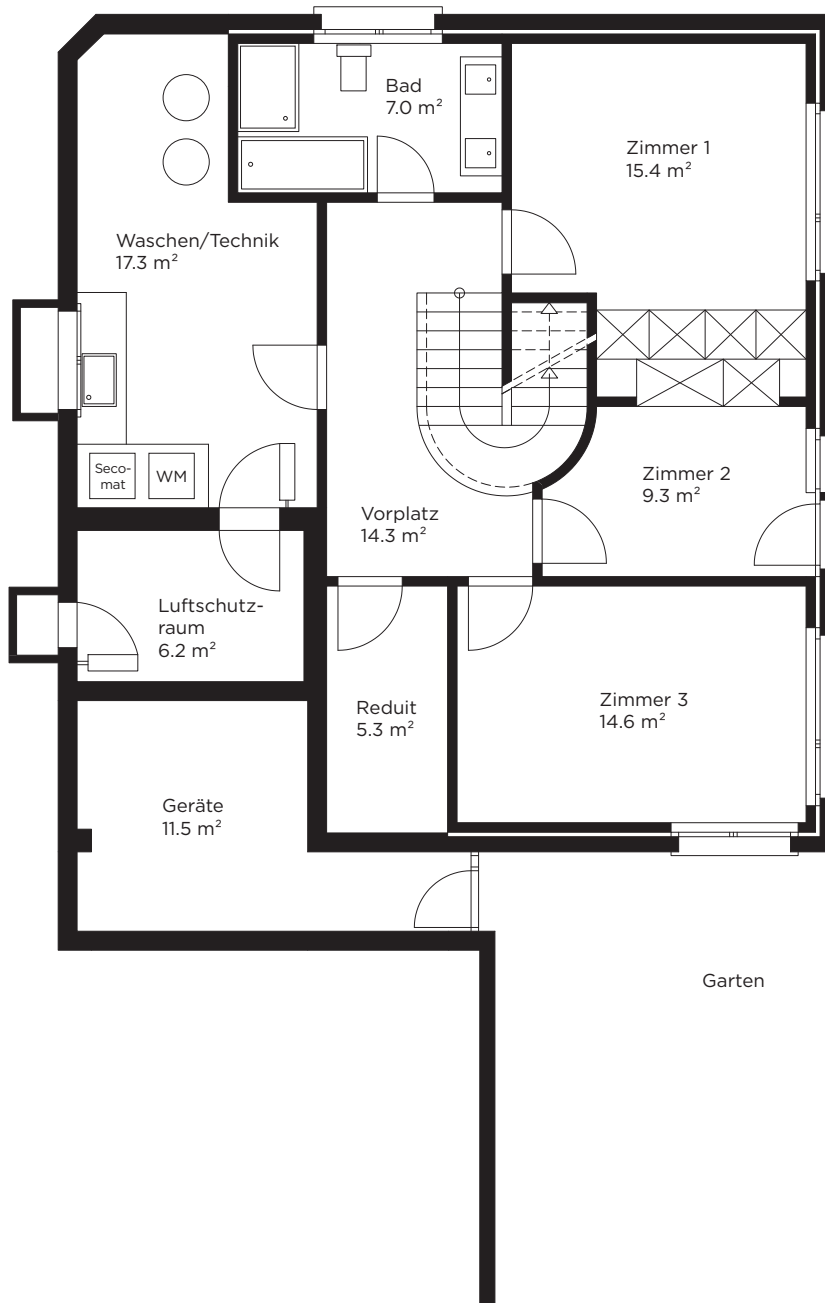 Bad
7.0 m²
Zimmer 1
15.4 m²
Waschen/Technik
17.3 m²
Seco-
mat
WM
Zimmer 2
9.3 m²
Vorplatz
14.3 m²
Luftschutz-
raum
6.2 m²
Reduit
5.3 m²
Zimmer 3
14.6 m²
Geräte
11.5 m²
Garten